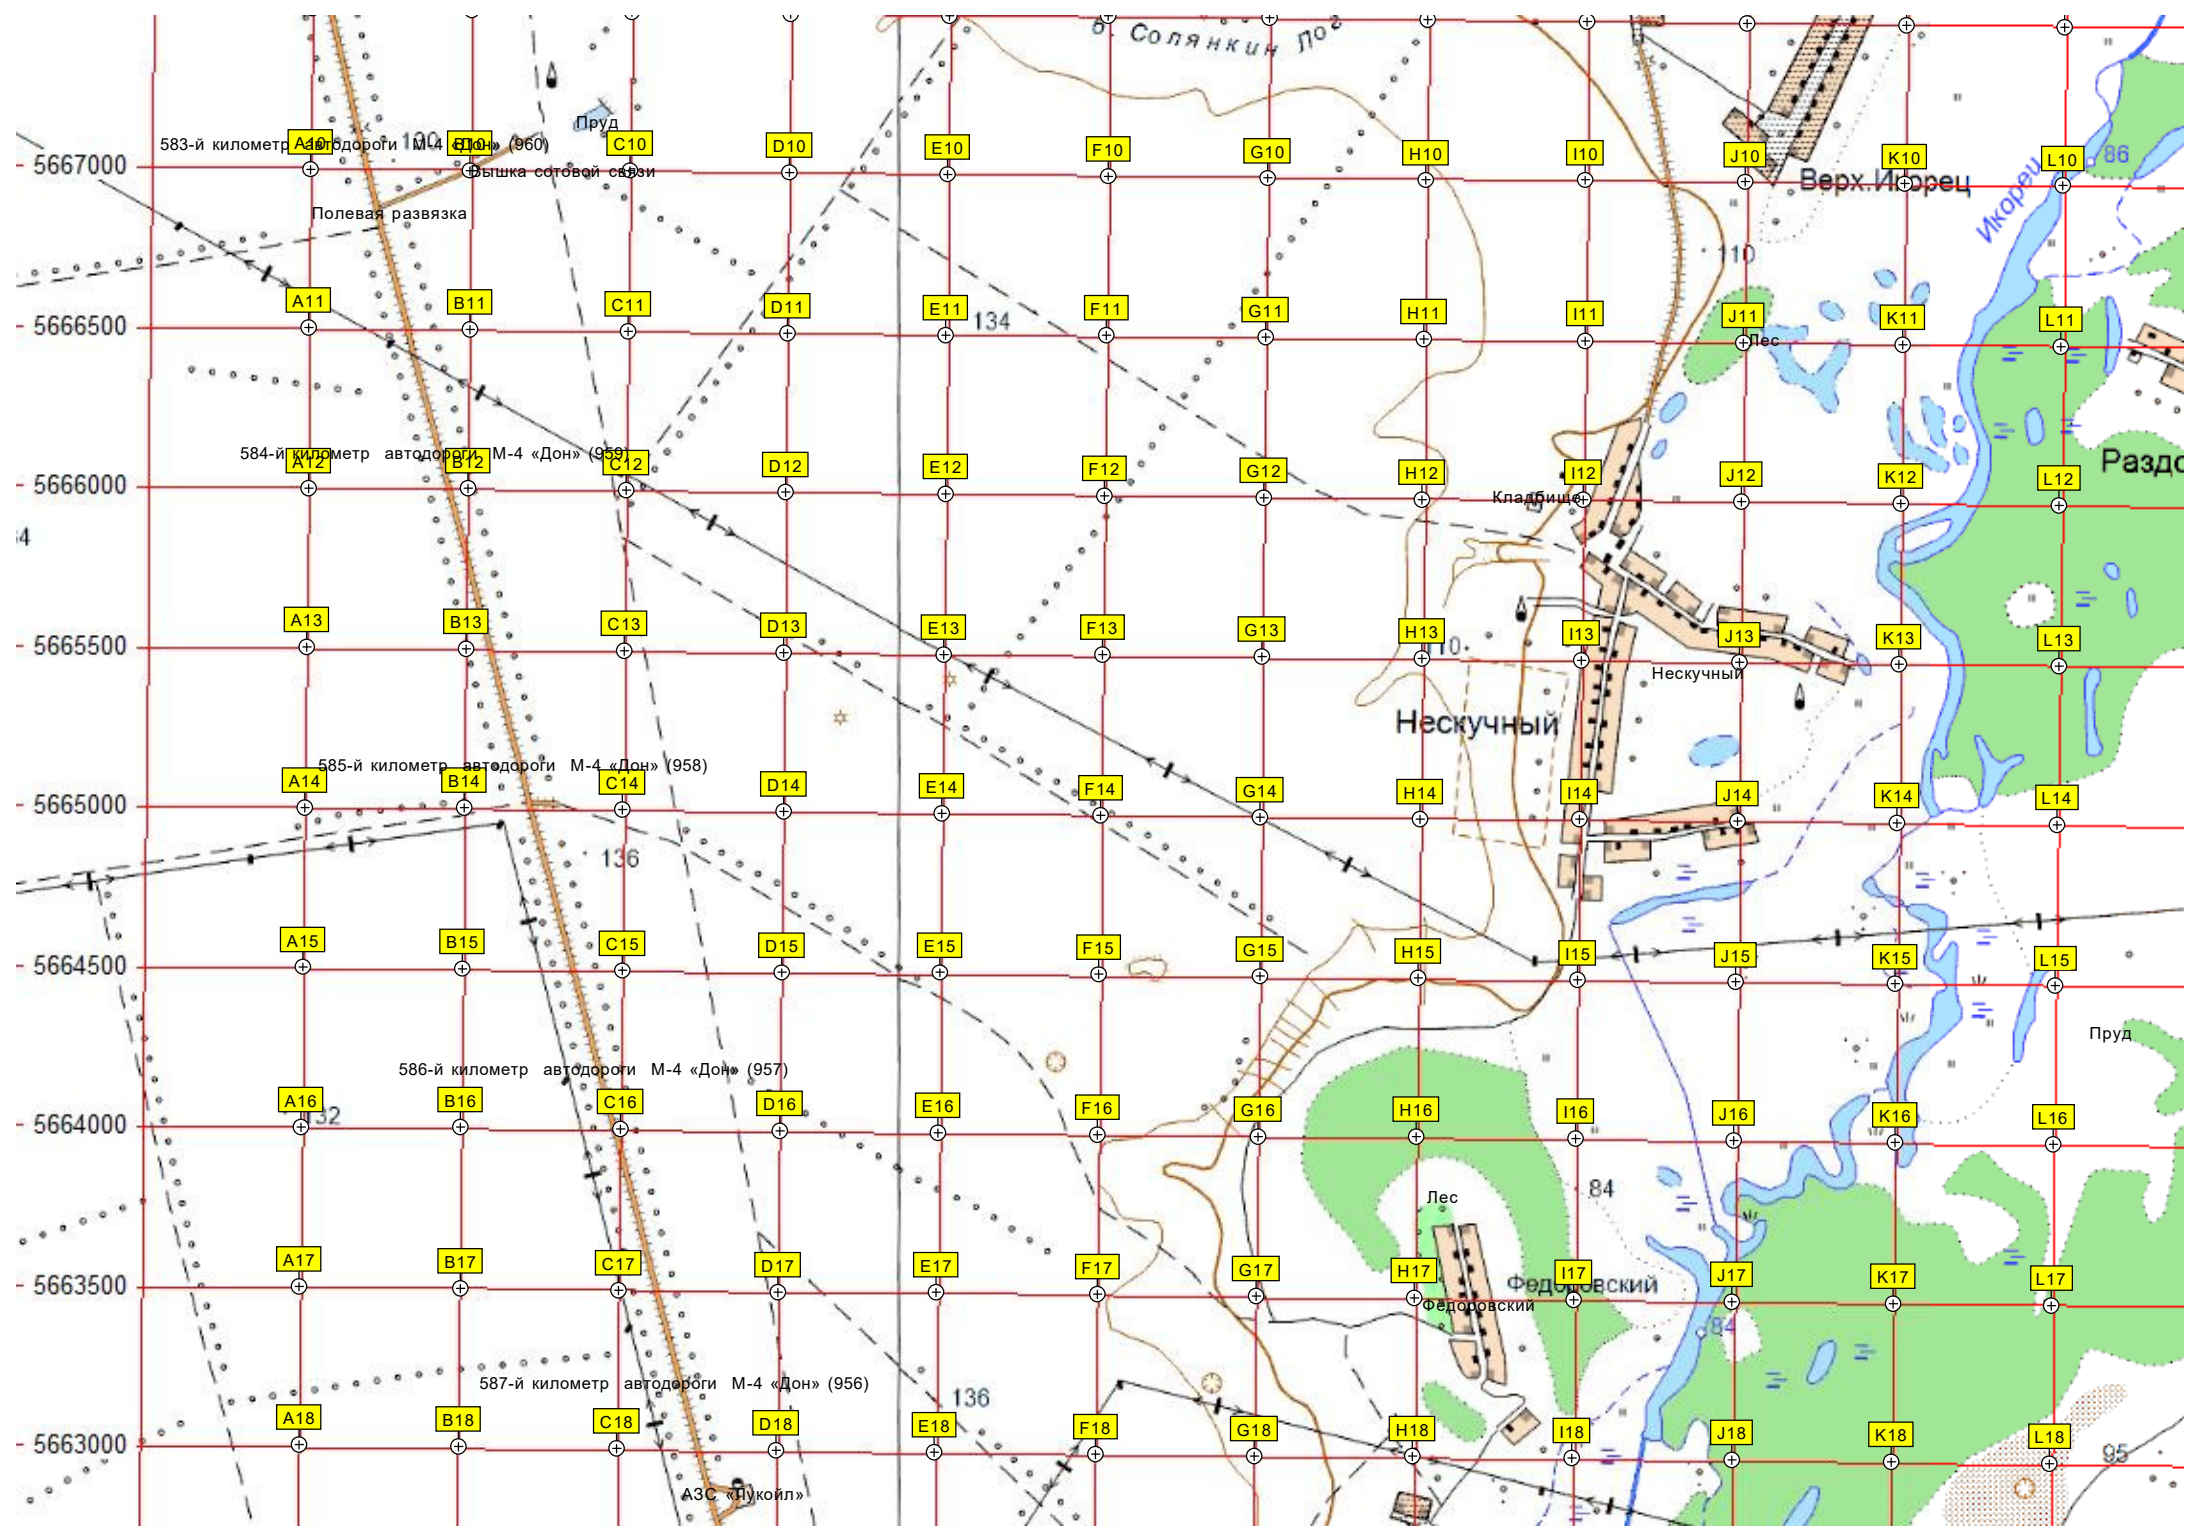 б. Солянкин Лог
Пруд
583-й километр автодороги М-4 «Дон» (960)
A10 B10 C10 D10 E10 F10 G10 H10 I10 J10 K10 L10
86
5667000
Вышка сотовой связи
Верх.Икорец
Икорец
Полевая развязка
110
A11 B11 C11 D11 E11 F11 G11 H11 I11 J11 K11 L11
134
5666500
Лес
584-й километр автодороги М-4 «Дон» (959)
A12 B12 C12 D12 E12 F12 G12 H12 I12 J12 K12 L12
Раздо
5666000
Кладбище
34
A13 B13 C13 D13 E13 F13 G13 H13 I13 J13 K13 L13
110
5665500
Нескучный
Нескучный
585-й километр автодороги М-4 «Дон» (958)
A14 B14 C14 D14 E14 F14 G14 H14 I14 J14 K14 L14
5665000
136
A15 B15 C15 D15 E15 F15 G15 H15 I15 J15 K15 L15
5664500
Пруд
586-й километр автодороги М-4 «Дон» (957)
A16 B16 C16 D16 E16 F16 G16 H16 I16 J16 K16 L16
132
5664000
84
Лес
A17 B17 C17 D17 E17 F17 G17 H17 I17 J17 K17 L17
5663500
Федоровский
Федоровский
84
587-й километр автодороги М-4 «Дон» (956)
136
A18 B18 C18 D18 E18 F18 G18 H18 I18 J18 K18 L18
5663000
95
АЗС «Лукойл»